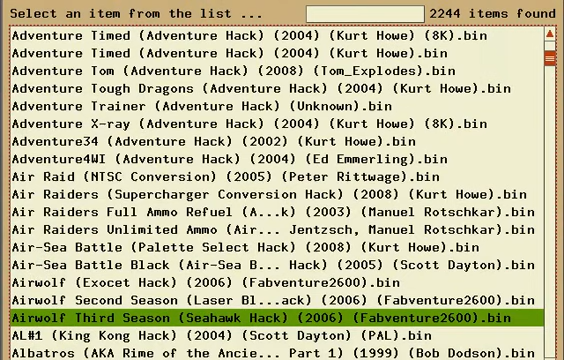 Select an item from the list ... 2244 items found
Adventure Timed (Adventure Hack) (2004) (Kurt Howe) (8K).bin
Adventure Timed (Adventure Hack) (2004) (Kurt Howe).bin
Adventure Tom (Adventure Hack) (2008) (Tom_Explodes).bin
Adventure Tough Dragons (Adventure Hack) (2004) (Kurt Howe).bin
Adventure Trainer (Adventure Hack) (Unknown).bin
Adventure X-ray (Adventure Hack) (2004) (Kurt Howe) (8K).bin
Adventure34 (Adventure Hack) (2002) (Kurt Howe).bin
Adventure4WI (Adventure Hack) (2004) (Ed Emmerling).bin
Air Raid (NTSC Conversion) (2005) (Peter Rittwage).bin
Air Raiders (Supercharger Conversion Hack) (2008) (Kurt Howe).bin
Air Raiders Full Ammo Refuel (A...k) (2003) (Manuel Rotschkar).bin
Air Raiders Unlimited Ammo (Air... Jentzsch, Manuel Rotschkar).bin
Air-Sea Battle (Palette Select Hack) (2008) (Kurt Howe).bin
Air-Sea Battle Black (Air-Sea B... Hack) (2005) (Scott Dayton).bin
Airwolf (Exocet Hack) (2006) (Fabventure2600).bin
Airwolf Second Season (Laser Bl...ack) (2006) (Fabventure2600).bin
Airwolf Third Season (Seahawk Hack) (2006) (Fabventure2600).bin
AL#1 (King Kong Hack) (2004) (Scott Dayton) (PAL).bin
Albatros (AKA Rime of the Ancie... Part 1) (1999) (Bob Dodson).bin